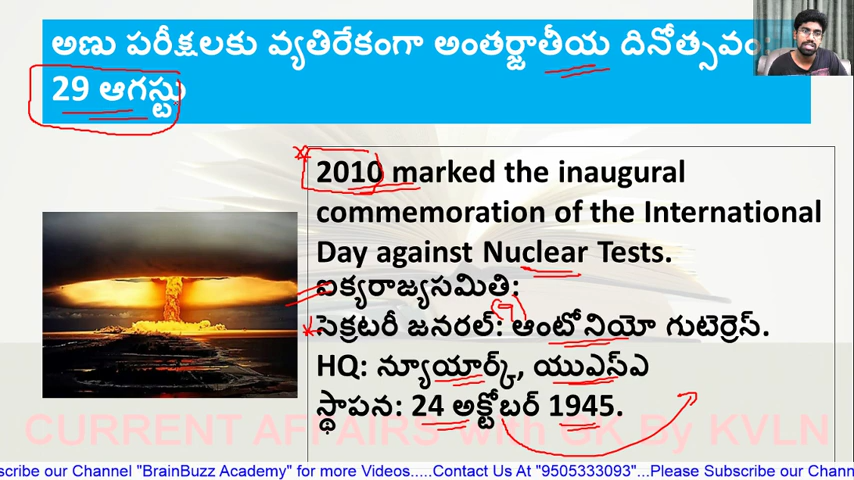 అణు పరీక్షలకు వ్యతిరేకంగా అంతర్జాతీయ దినోత్సవం:
29 ఆగస్టు
2010 marked the inaugural
commemoration of the International
Day against Nuclear Tests.
ఐక్యరాజ్యసమితి:
(9)
సెక్రటరీ జనరల్: ఆంటోనియో గుటెర్రెస్.
HQ: న్యూయార్క్, యుఎస్ఎ
స్థాపన: 24 అక్టోబర్ 1945.
CURRENT AFFAIRS with GK By KVLN
scribe our Channel "BrainBuzz Academy" for more Videos.....Contact Us At "9505333093"...Please Subscribe our Chann